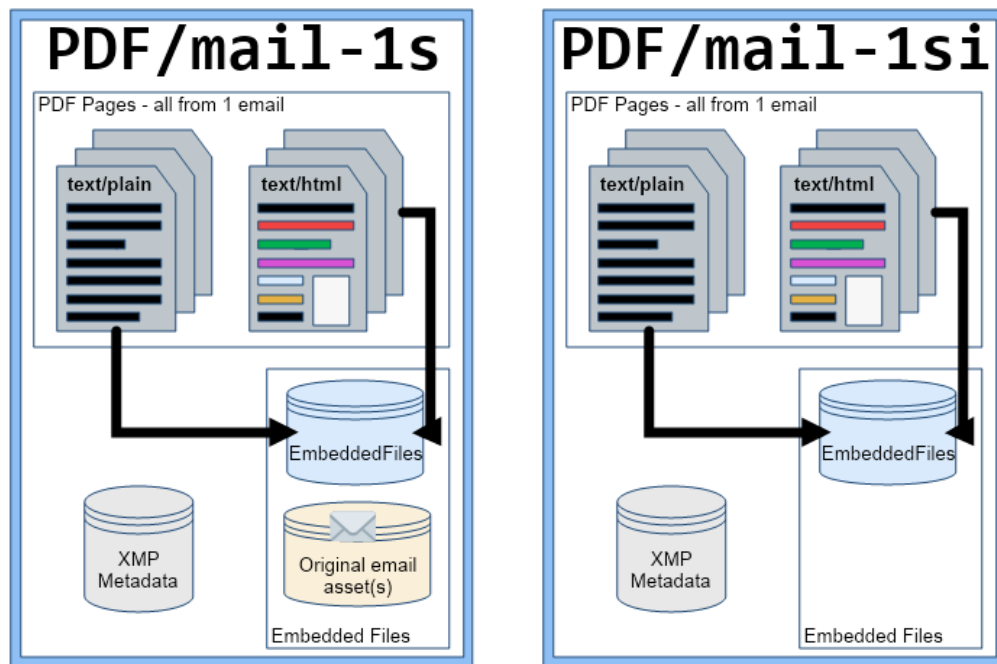 PDF/mail-1s
PDF Pages - all from 1 email
text/plain
text/html
EmbeddedFiles
XMP
Metadata
Original email
asset(s)
Embedded Files
PDF/mail-1si
PDF Pages - all from 1 email
text/plain
text/html
EmbeddedFiles
XMP
Metadata
Embedded Files